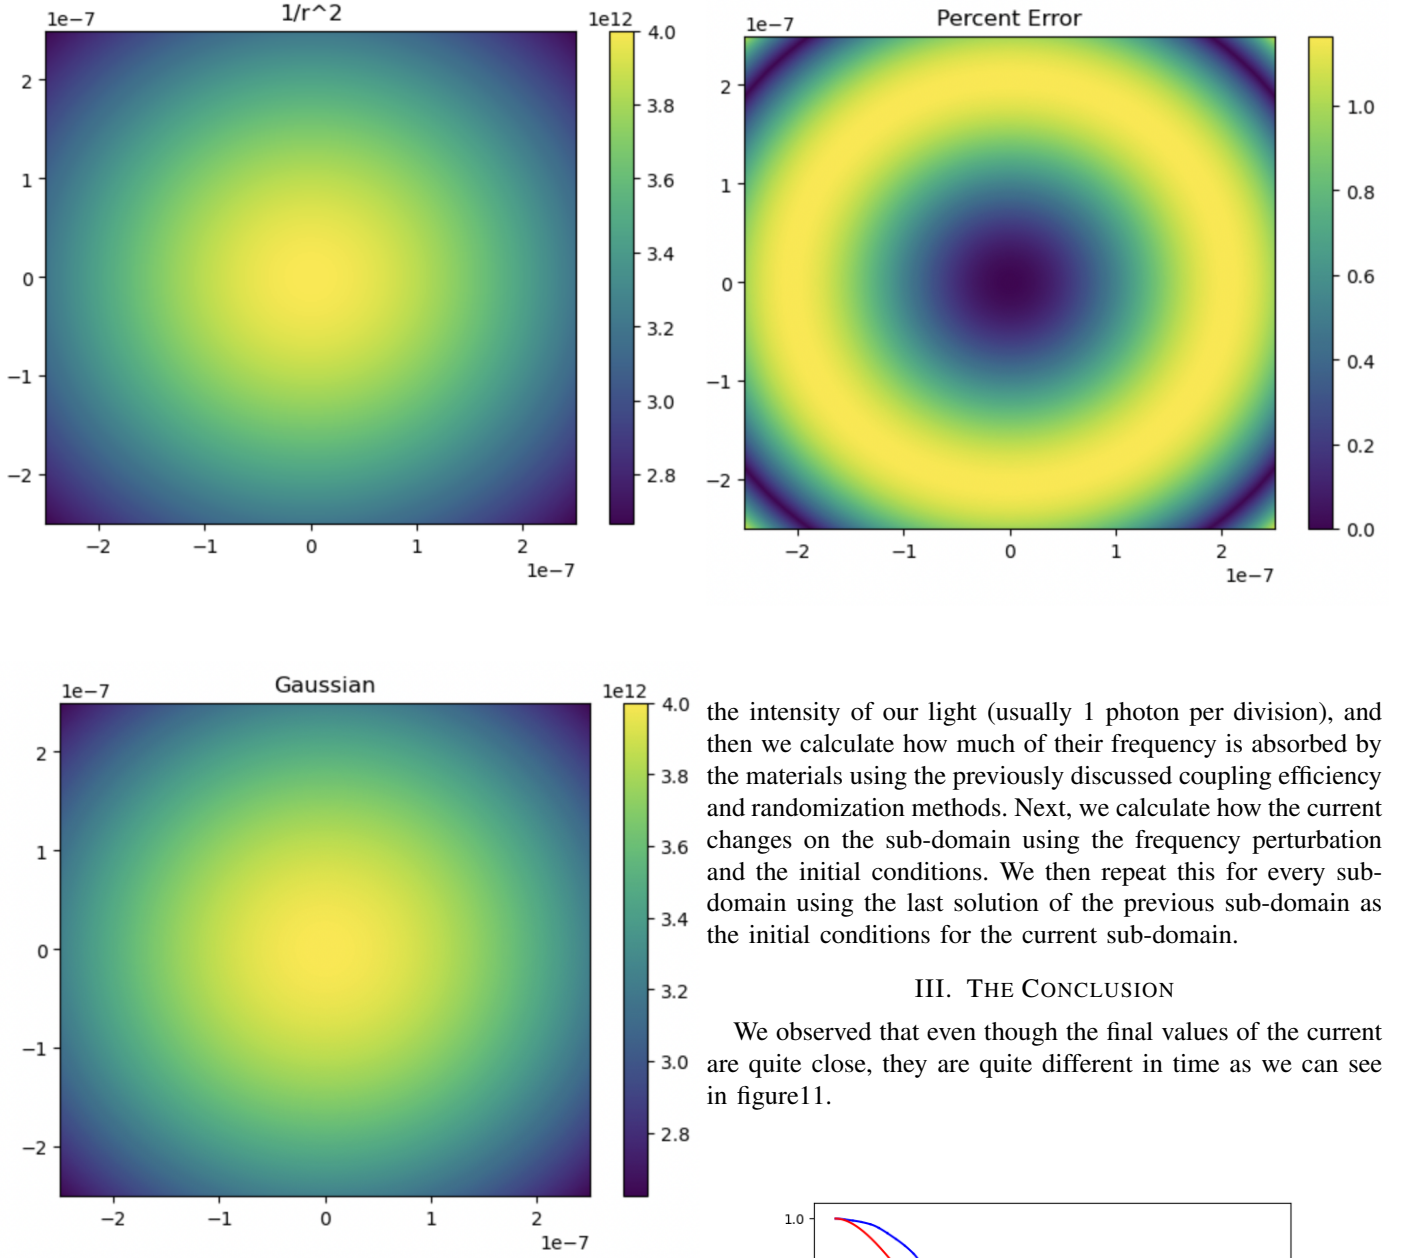 1/r^2
1e−7
1e12
2
1
0
−1
−2
−2 −1 0 1 2
1e−7
4.0
3.8
3.6
3.4
3.2
3.0
2.8
Percent Error
1e−7
2
1
0
−1
−2
−2 −1 0 1 2
1e−7
1.0
0.8
0.6
0.4
0.2
0.0
Gaussian
1e−7
1e12
2
1
0
−1
−2
−2 −1 0 1 2
1e−7
4.0
3.8
3.6
3.4
3.2
3.0
2.8
the intensity of our light (usually 1 photon per division), and
then we calculate how much of their frequency is absorbed by
the materials using the previously discussed coupling efficiency
and randomization methods. Next, we calculate how the current
changes on the sub-domain using the frequency perturbation
and the initial conditions. We then repeat this for every sub-
domain using the last solution of the previous sub-domain as
the initial conditions for the current sub-domain.
III. THE CONCLUSION
We observed that even though the final values of the current
are quite close, they are quite different in time as we can see
in figure11.
1.0